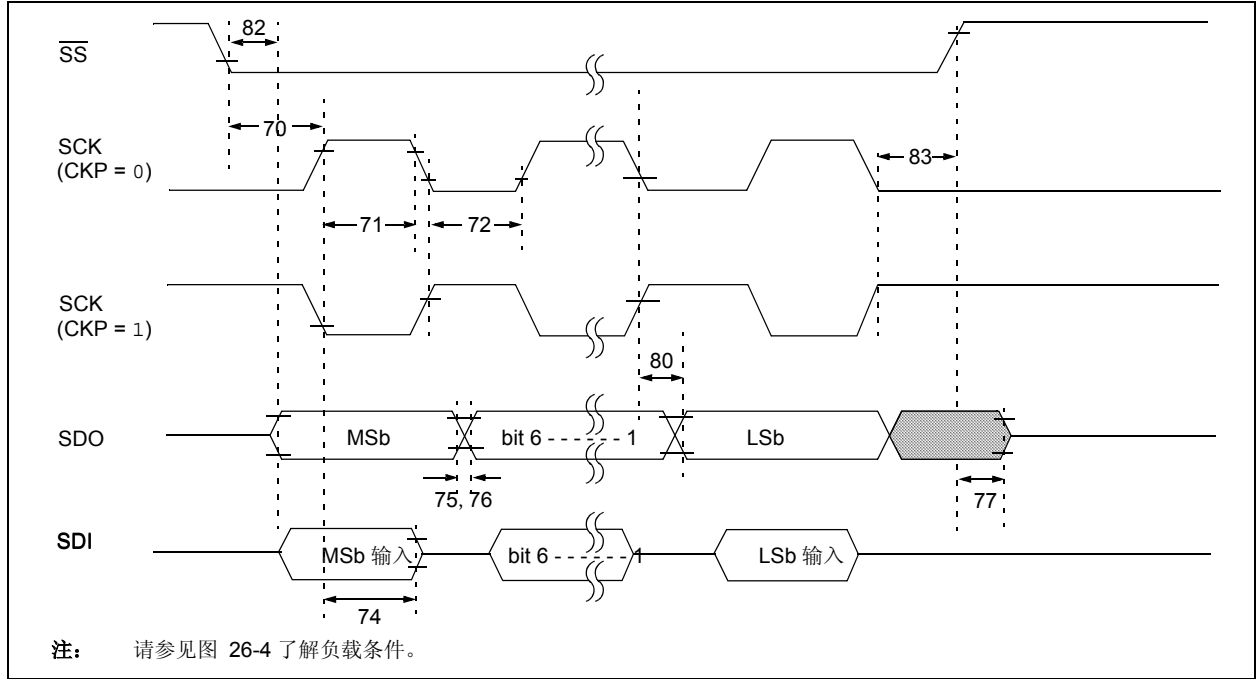 82
SS
70
SCK
(CKP = 0)
83
71
72
SCK
(CKP = 1)
80
SDO
MSb
bit 6 - - - - - - 1
LSb
75, 76
77
SDI
MSb 输入
bit 6 - - - - - - 1
LSb 输入
74
注: 请参见图 26-4 了解负载条件。